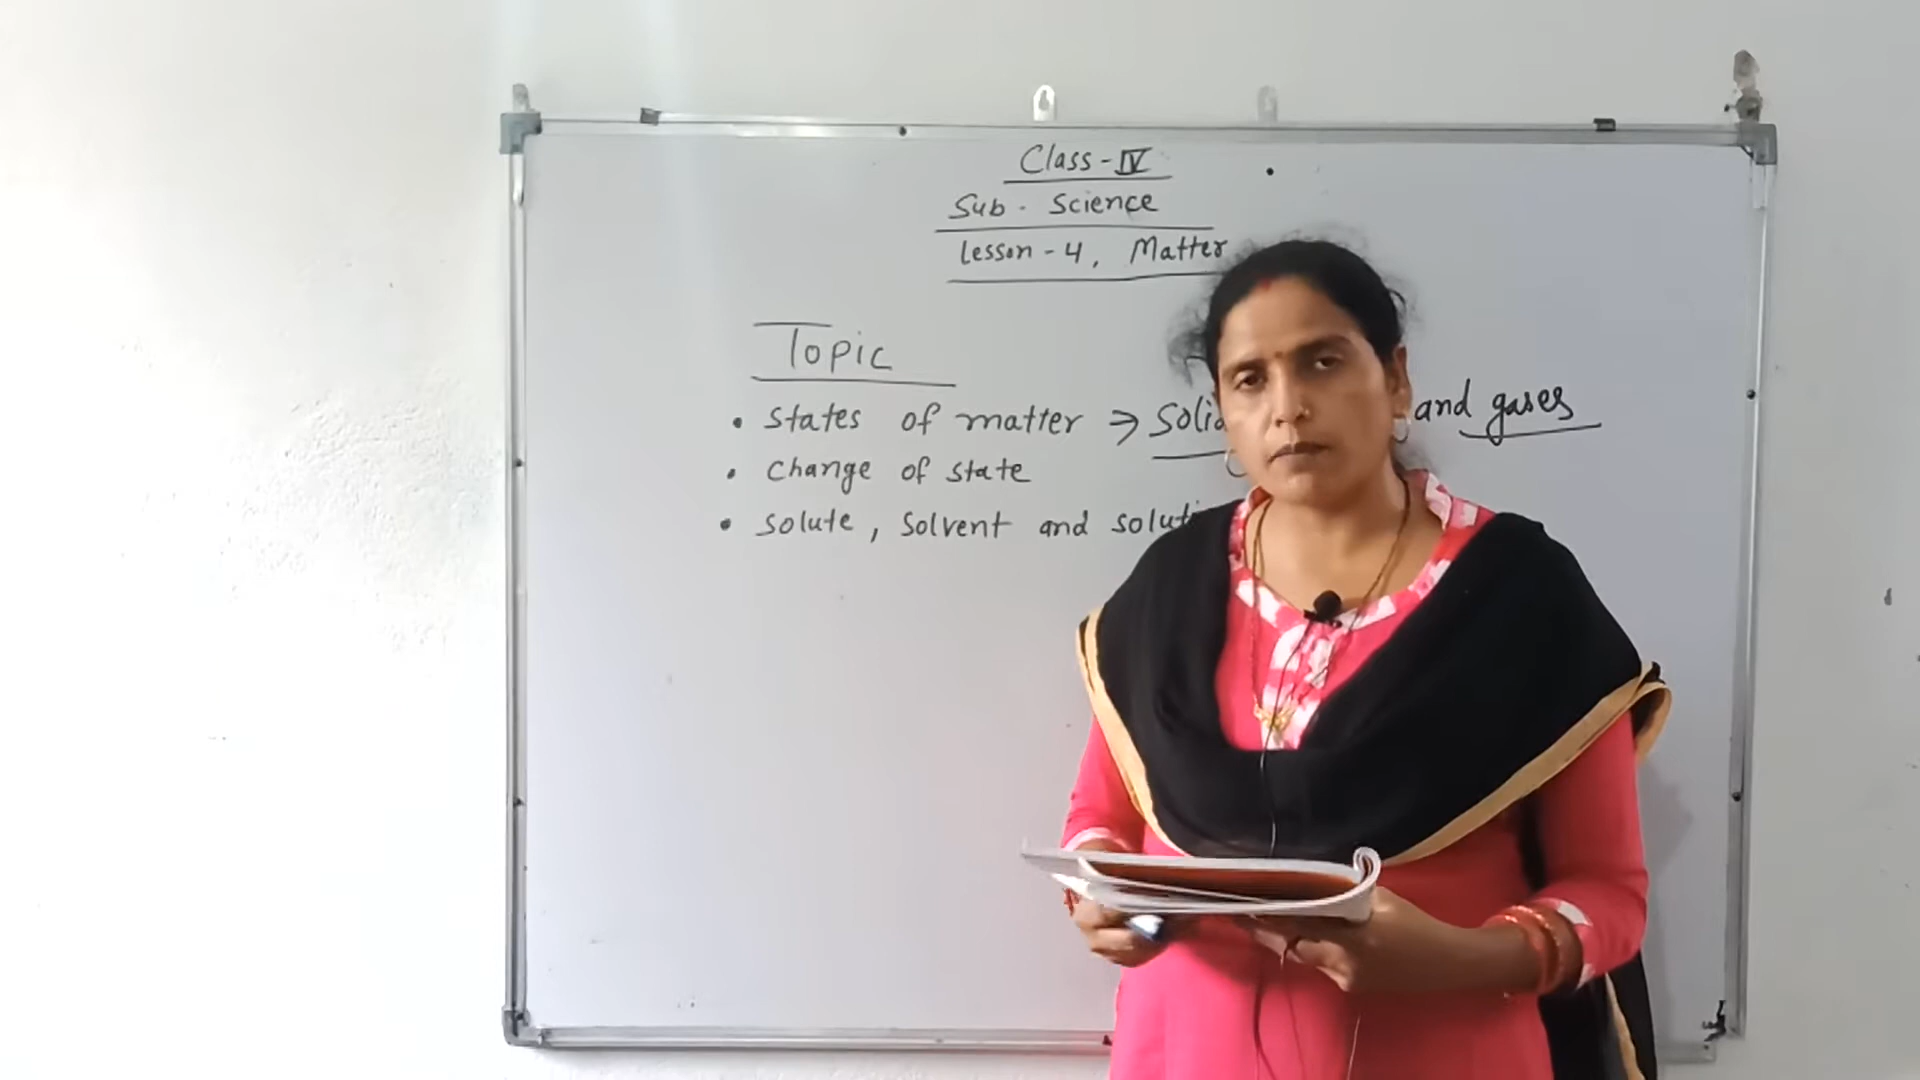 Class - IV
Sub - Science
Lesson - 4, Matter
Topic
• States of matter → and gases
• Change of state
• Solute, Solvent and